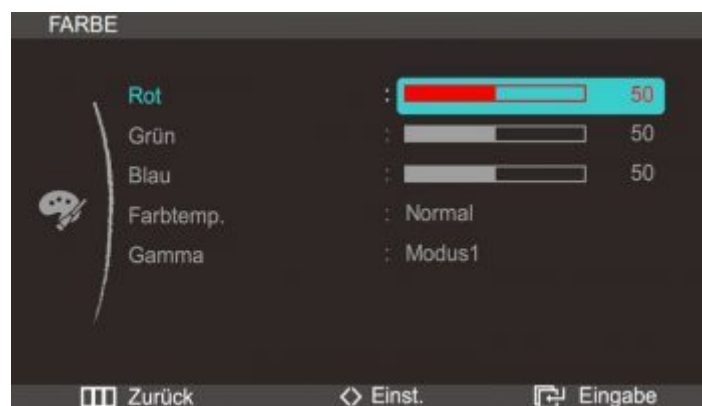 FARBE
Rot : 50
Grün : 50
Blau : 50
Farbtemp. : Normal
Gamma : Modus1
Zurück Einst. Eingabe